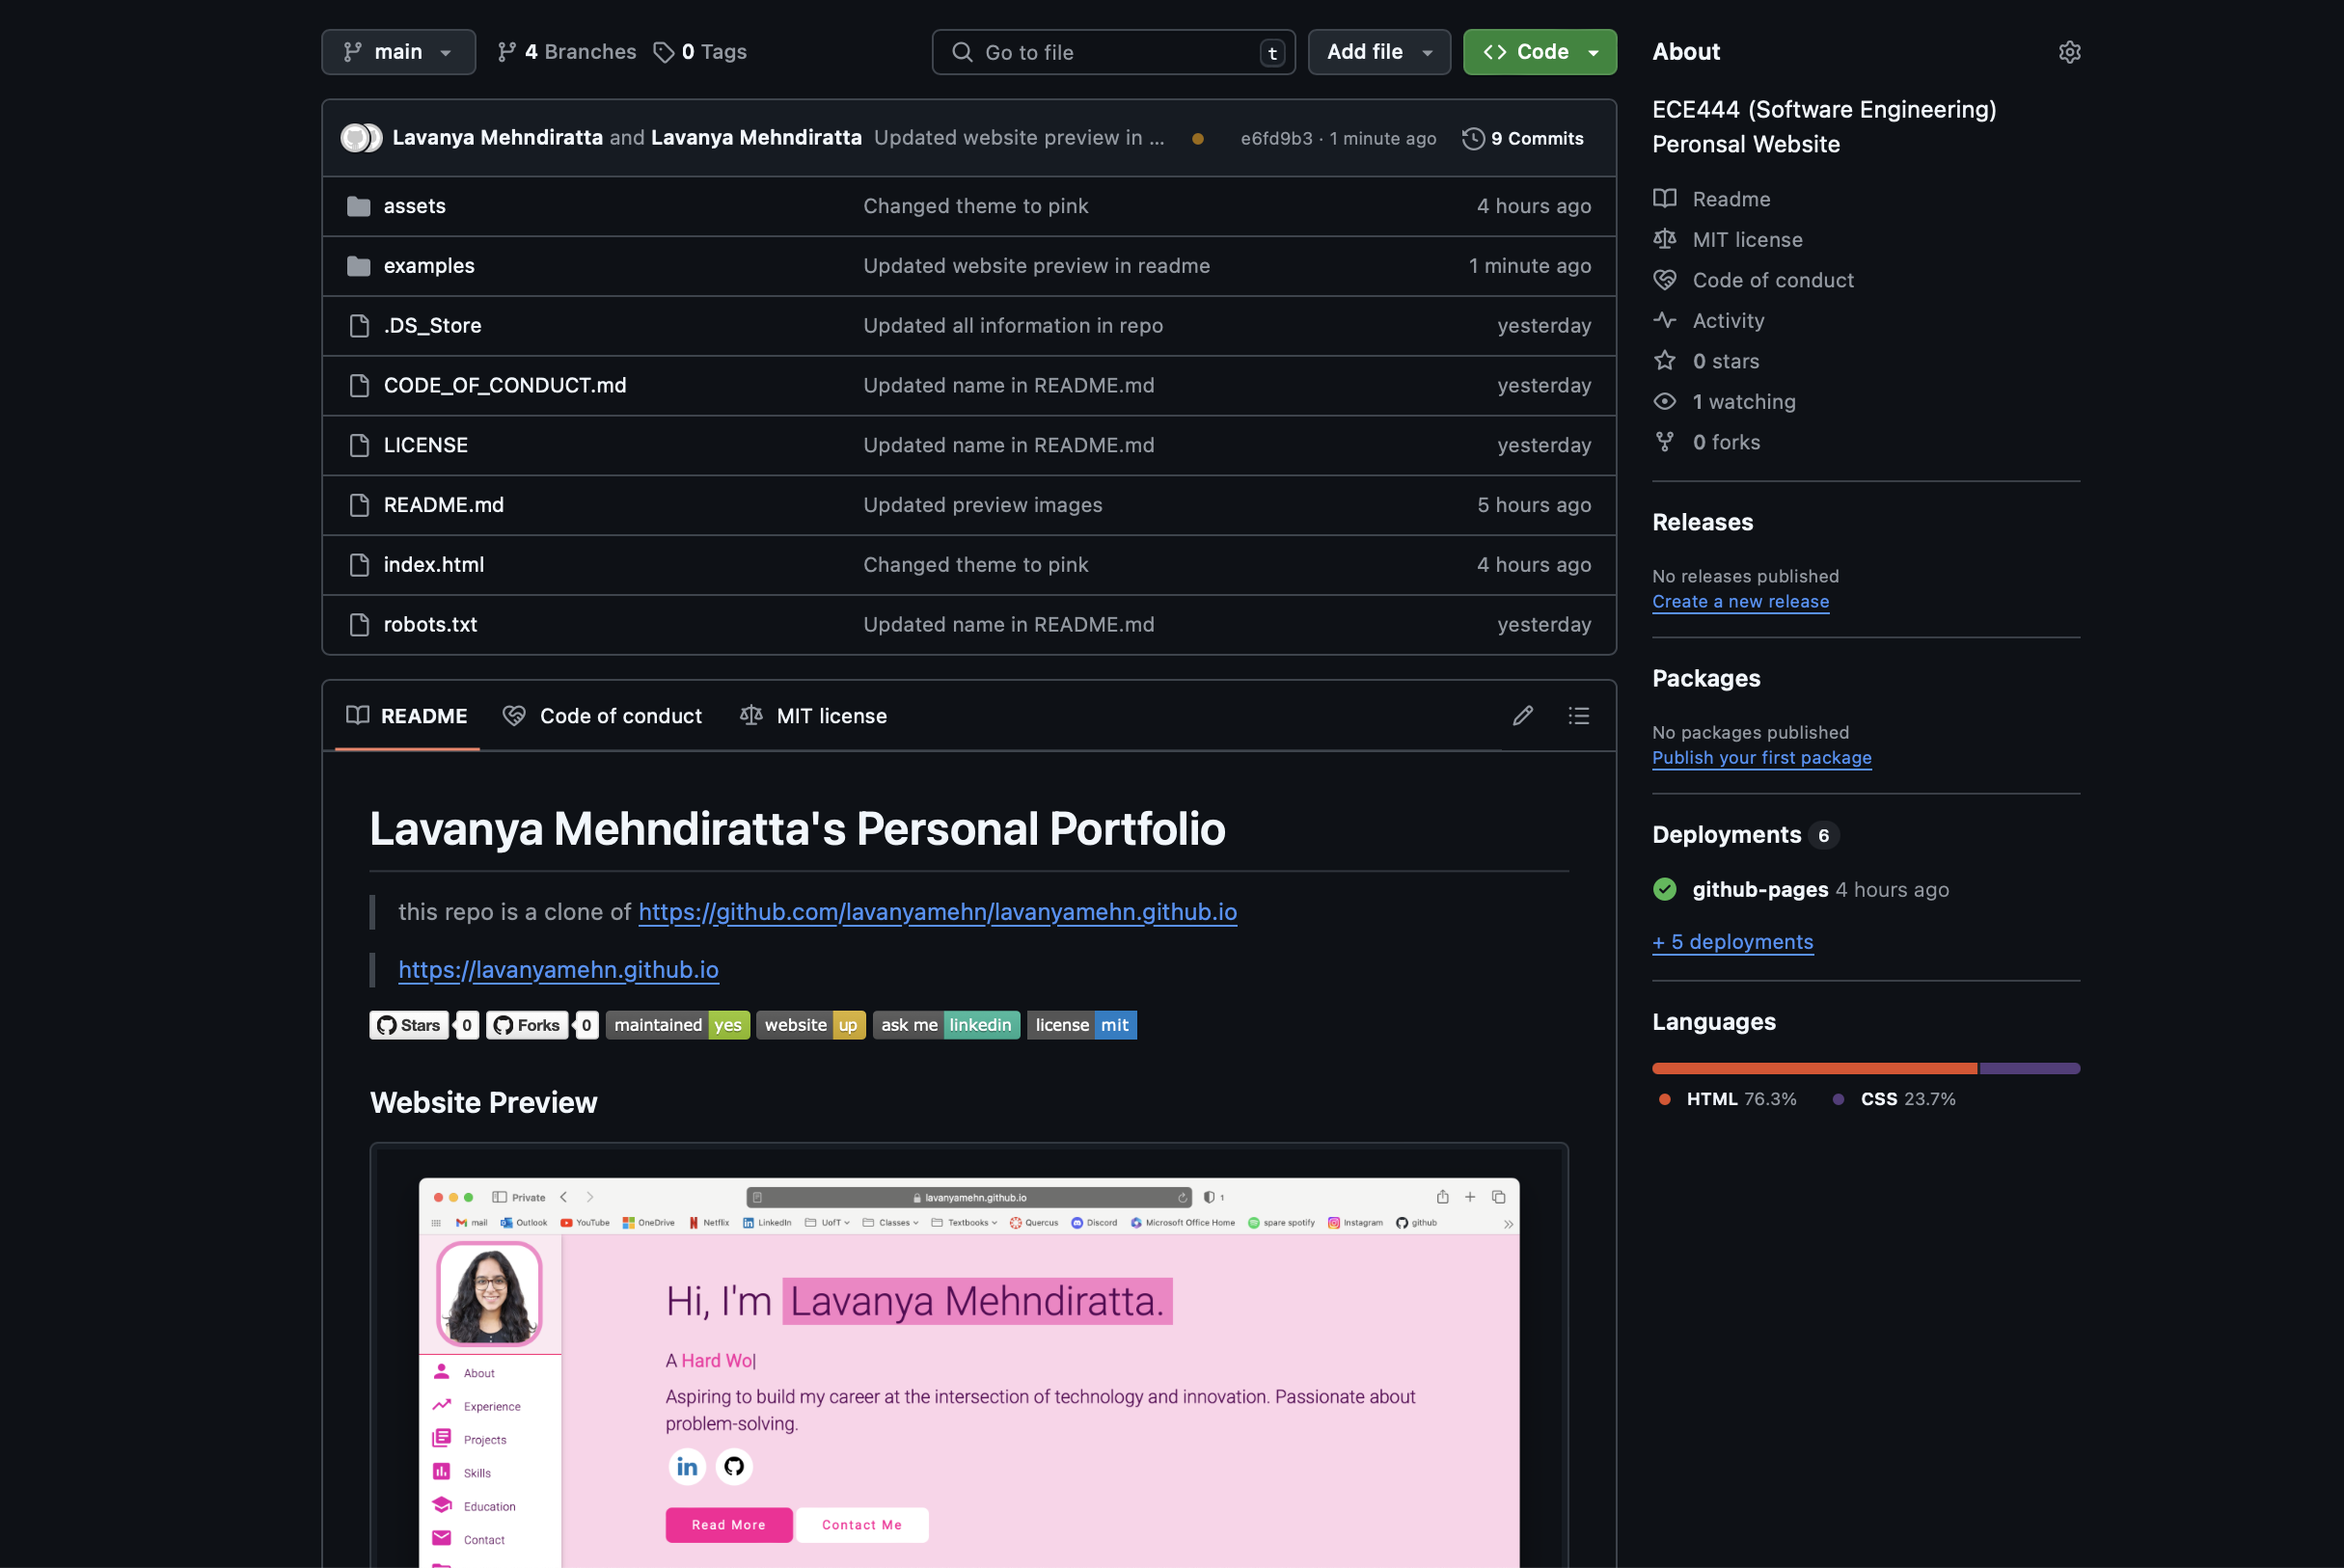 main
4 Branches
0 Tags
Go to file
t
Add file
Code
Lavanya Mehndiratta and Lavanya Mehndiratta Updated website preview in ...
e6fd9b3 · 1 minute ago
9 Commits
assets Changed theme to pink 4 hours ago
examples Updated website preview in readme 1 minute ago
.DS_Store Updated all information in repo yesterday
CODE_OF_CONDUCT.md Updated name in README.md yesterday
LICENSE Updated name in README.md yesterday
README.md Updated preview images 5 hours ago
index.html Changed theme to pink 4 hours ago
robots.txt Updated name in README.md yesterday
README
Code of conduct
MIT license
Lavanya Mehndiratta's Personal Portfolio
this repo is a clone of https://github.com/lavanyamehn/lavanyamehn.github.io
https://lavanyamehn.github.io
Stars 0 Forks 0 maintained yes website up ask me linkedin license mit
Website Preview
Private
lavanyamehn.github.io
1
mail Outlook YouTube OneDrive Netflix LinkedIn UofT Classes Textbooks Quercus Discord Microsoft Office Home spare spotify Instagram github
About
Experience
Projects
Skills
Education
Contact
Hi, I'm Lavanya Mehndiratta.
A Hard Wo|
Aspiring to build my career at the intersection of technology and innovation. Passionate about
problem-solving.
in
Read More
Contact Me
About
ECE444 (Software Engineering)
Peronsal Website
Readme
MIT license
Code of conduct
Activity
0 stars
1 watching
0 forks
Releases
No releases published
Create a new release
Packages
No packages published
Publish your first package
Deployments 6
github-pages 4 hours ago
+ 5 deployments
Languages
HTML 76.3%
CSS 23.7%